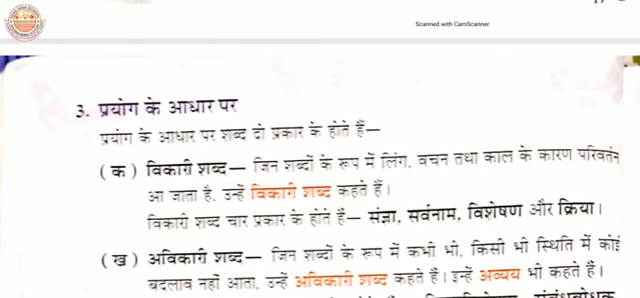 Scanned with CamScanner
3. प्रयोग के आधार पर
प्रयोग के आधार पर शब्द दो प्रकार के होते हैं—
( क ) विकारी शब्द— जिन शब्दों के रूप में लिंग, वचन तथा काल के कारण परिवर्तन
आ जाता है, उन्हें विकारी शब्द कहते हैं।
विकारी शब्द चार प्रकार के होते हैं— संज्ञा, सर्वनाम, विशेषण और क्रिया।
( ख ) अविकारी शब्द— जिन शब्दों के रूप में कभी भी, किसी भी स्थिति में कोई
बदलाव नहीं आता, उन्हें अविकारी शब्द कहते हैं। इन्हें अव्यय भी कहते हैं।